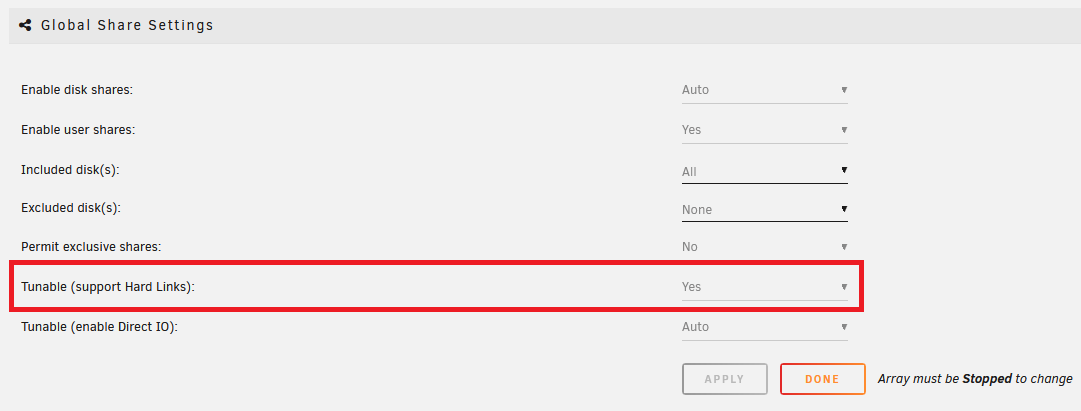 Global Share Settings
Enable disk shares: Auto
Enable user shares: Yes
Included disk(s): All
Excluded disk(s): None
Permit exclusive shares: No
Tunable (support Hard Links): Yes
Tunable (enable Direct IO): Auto
APPLY DONE Array must be Stopped to change